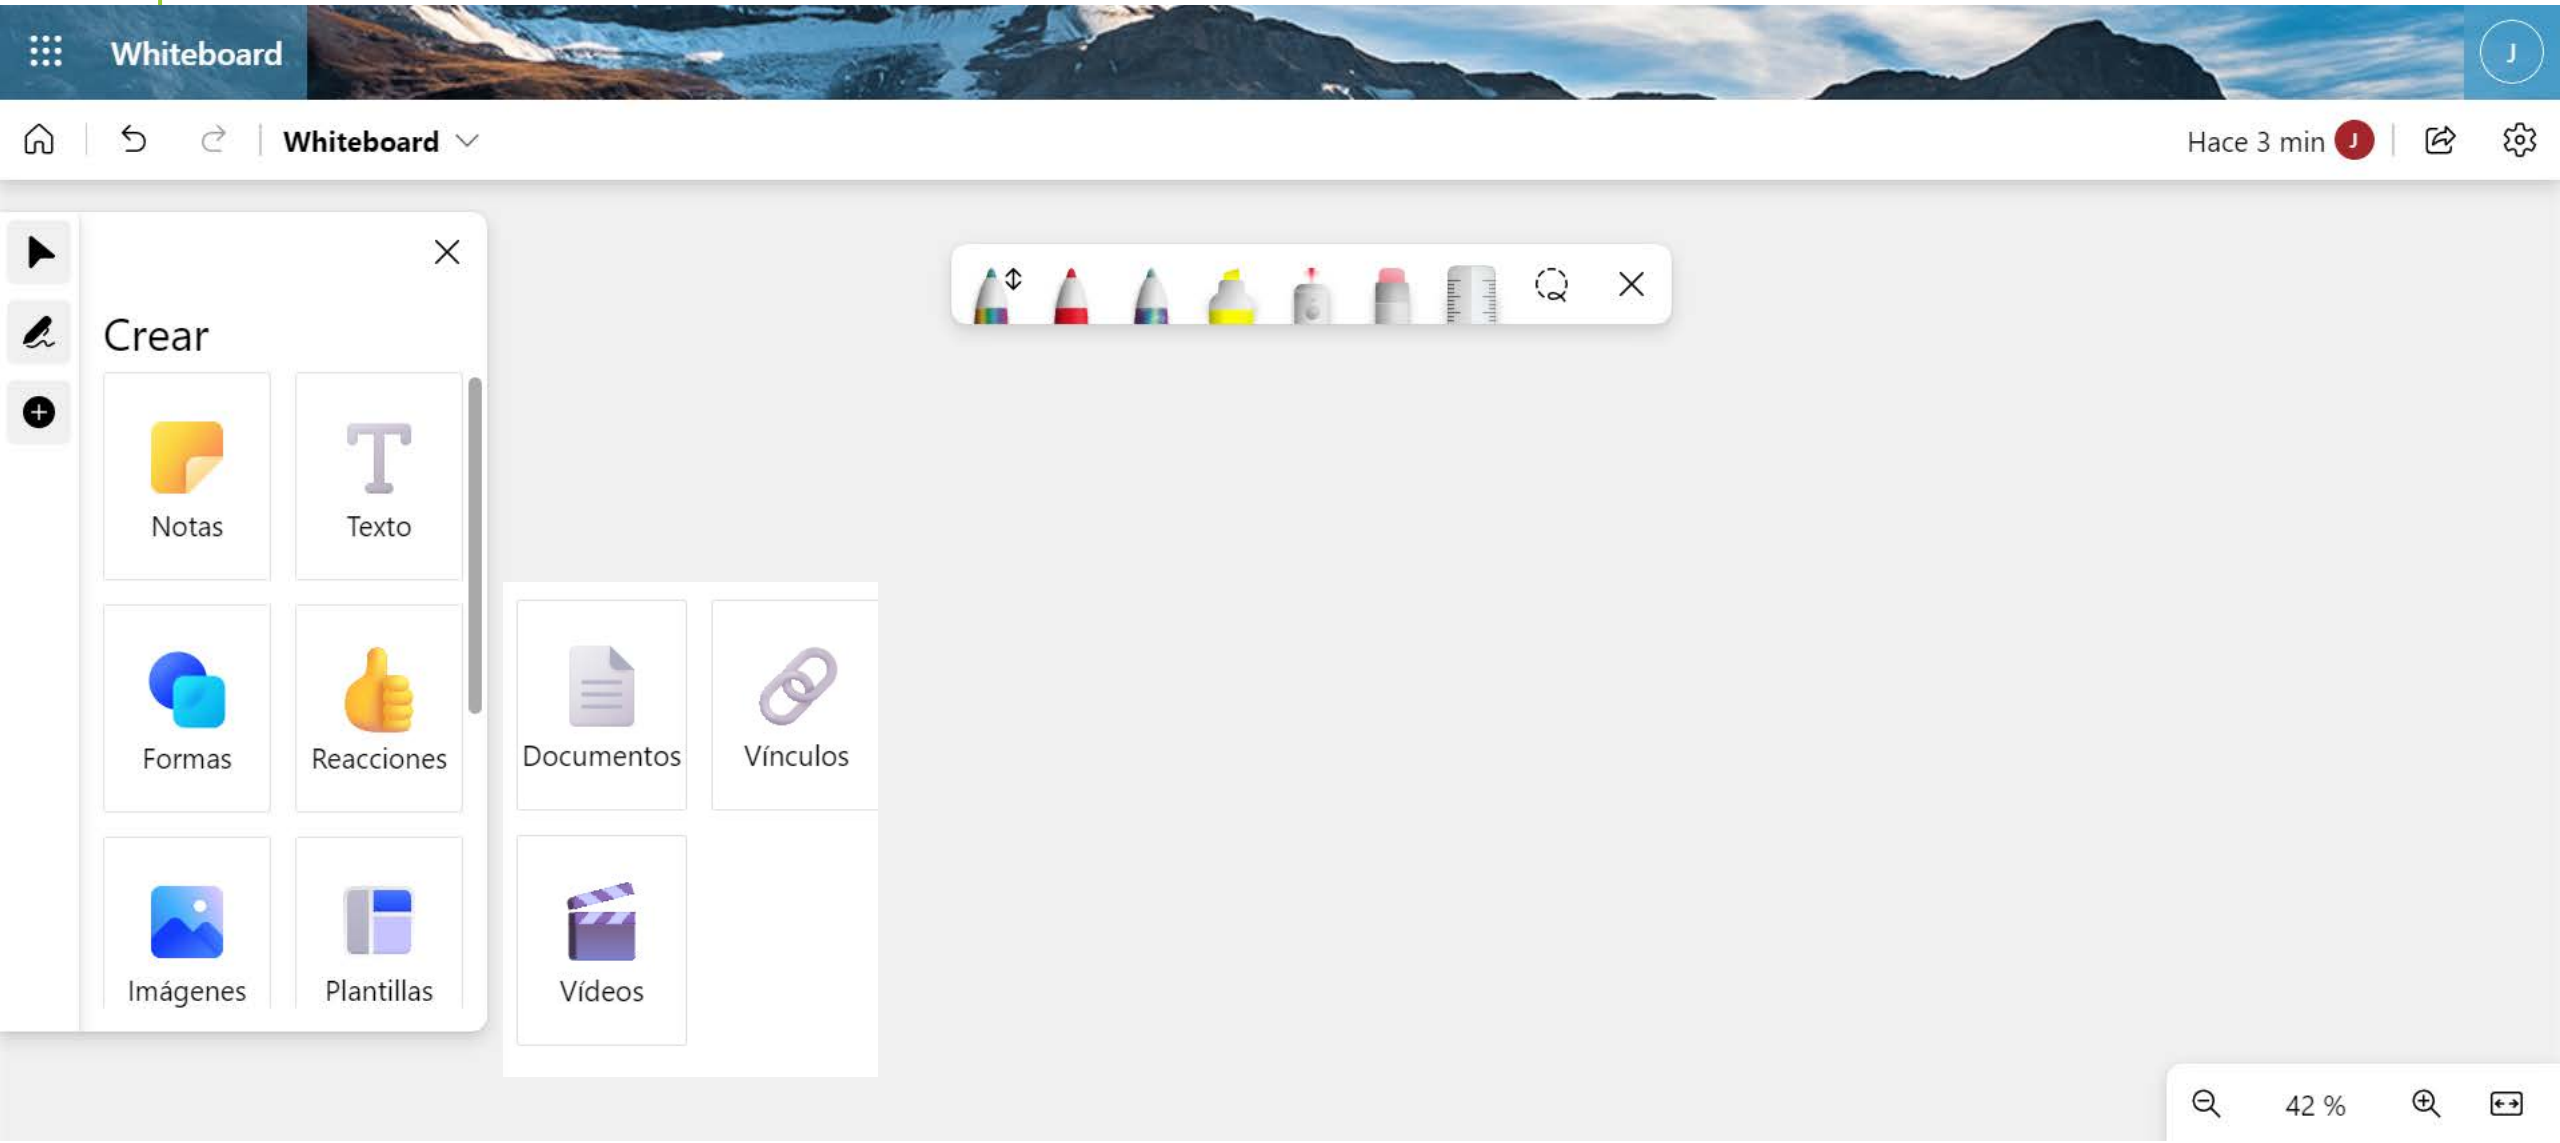 Whiteboard
J
Whiteboard
Hace 3 min
J
Crear
Notas
Texto
Formas
Reacciones
Imágenes
Plantillas
Documentos
Vínculos
Vídeos
42 %